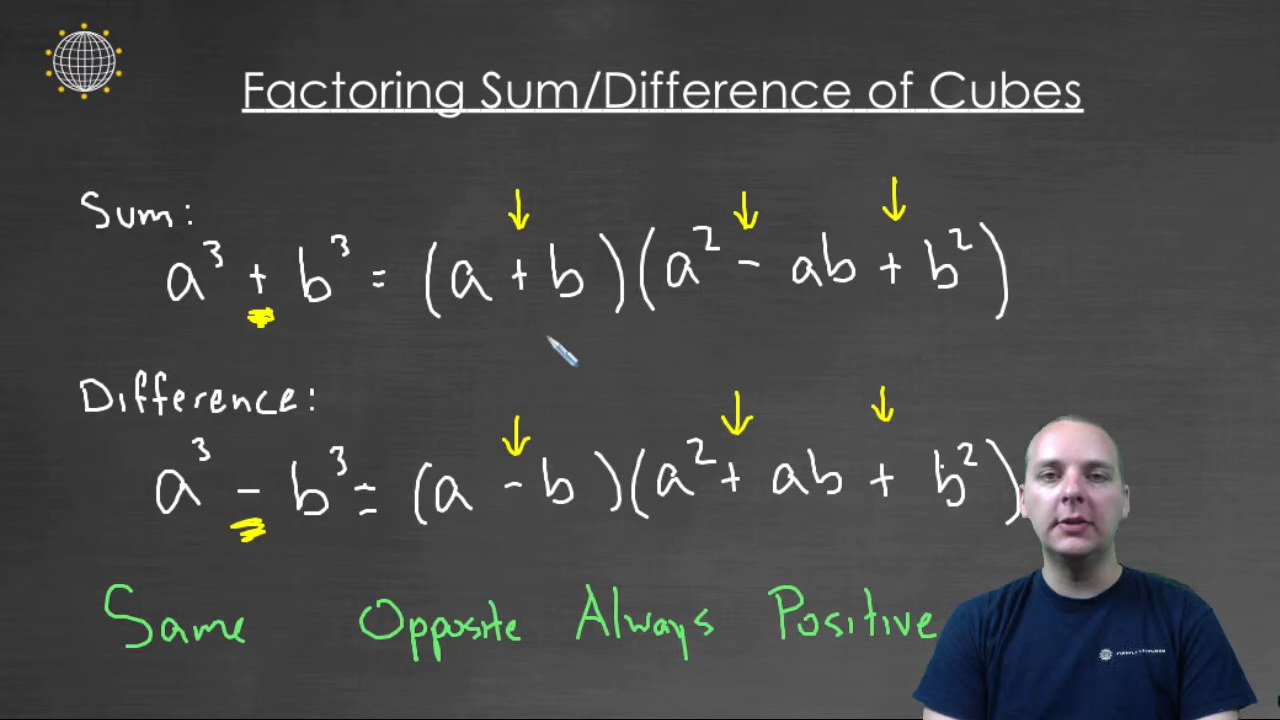 Factoring Sum/Difference of Cubes
Sum:
a³ + b³ = (a + b)(a² - ab + b²)
Difference:
a³ - b³ = (a - b)(a² + ab + b²)
Same Opposite Always Positive